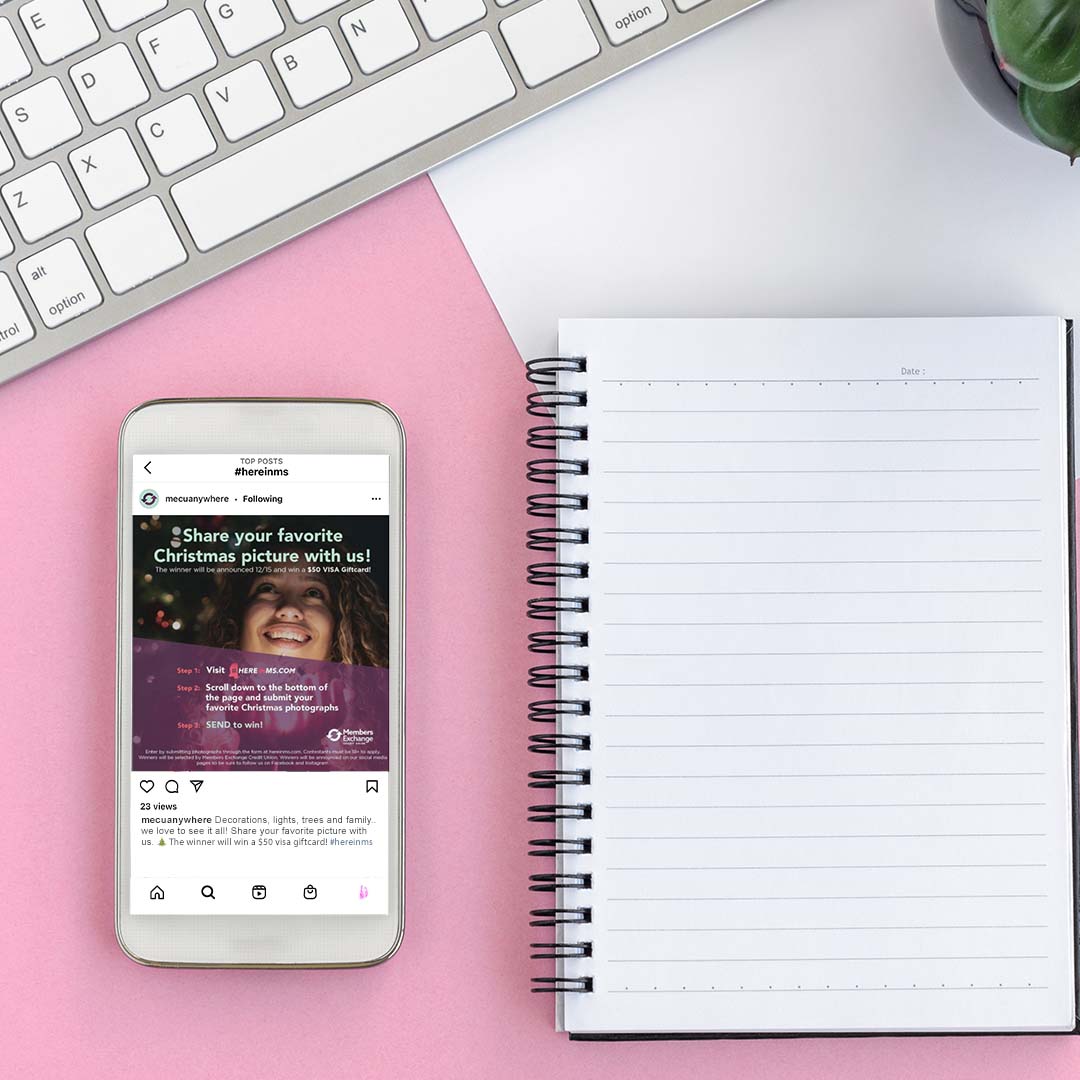 E
G
option
F
N
D
B
S
V
C
X
Z
alt
option
Date :
TOP POSTS
#hereinms
mecuanywhere • Following
Share your favorite
Christmas picture with us!
The winner will be announced 12/15 and win a $50 VISA Giftcard!
Step 1: Visit HEREINMS.COM
Step 2: Scroll down to the bottom of
the page and submit your
favorite Christmas photographs
Step 3: SEND to win!
Members
Exchange
CREDIT UNION
Enter by submitting photographs through the form at hereinms.com. Contestants must be 18+ to apply.
Winners will be selected by Members Exchange Credit Union. Winners will be announced on our social media
pages so be sure to follow us on Facebook and Instagram
23 views
mecuanywhere Decorations, lights, trees and family..
we love to see it all! Share your favorite picture with
us. 🎄 The winner will win a $50 visa giftcard! #hereinms